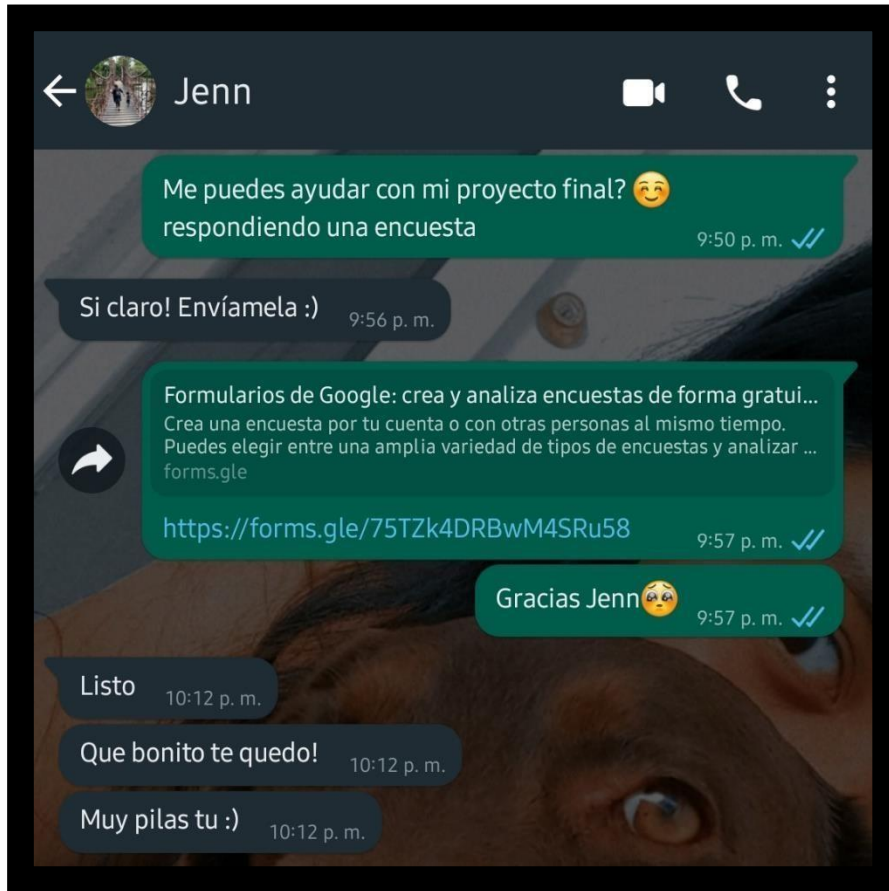 Jenn
Me puedes ayudar con mi proyecto final? ☺️
respondiendo una encuesta
9:50 p. m.
Si claro! Envíamela :)
9:56 p. m.
Formularios de Google: crea y analiza encuestas de forma gratui...
Crea una encuesta por tu cuenta o con otras personas al mismo tiempo.
Puedes elegir entre una amplia variedad de tipos de encuestas y analizar ...
forms.gle
https://forms.gle/75TZk4DRBwM4SRu58
9:57 p. m.
Gracias Jenn🥺
9:57 p. m.
Listo
10:12 p. m.
Que bonito te quedo!
10:12 p. m.
Muy pilas tu :)
10:12 p. m.